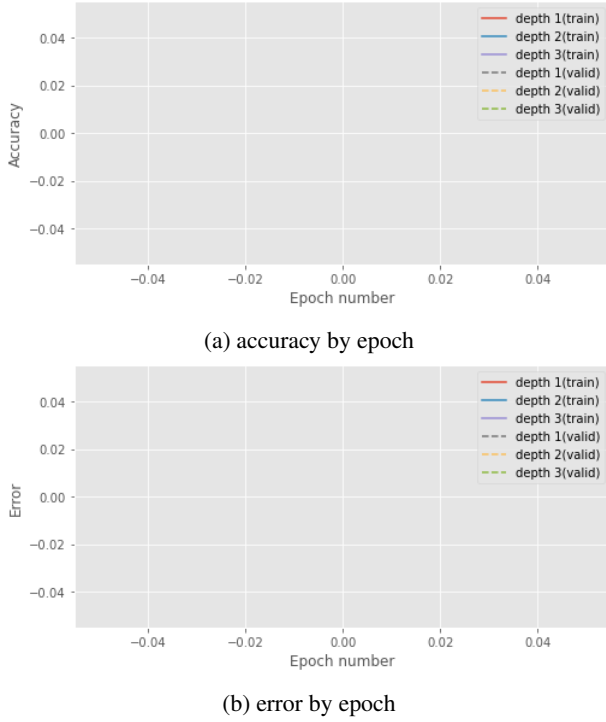 depth 1(train)
depth 2(train)
depth 3(train)
depth 1(valid)
depth 2(valid)
depth 3(valid)
0.04
0.02
0.00
−0.02
−0.04
Accuracy
−0.04 −0.02 0.00 0.02 0.04
Epoch number
(a) accuracy by epoch
depth 1(train)
depth 2(train)
depth 3(train)
depth 1(valid)
depth 2(valid)
depth 3(valid)
0.04
0.02
0.00
−0.02
−0.04
Error
−0.04 −0.02 0.00 0.02 0.04
Epoch number
(b) error by epoch